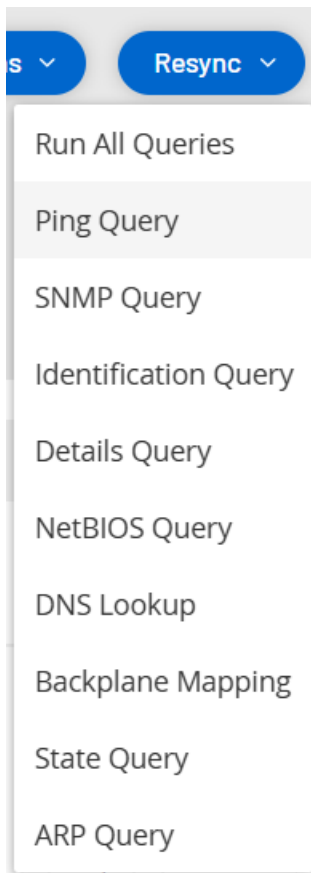 s
Resync
Run All Queries
Ping Query
SNMP Query
Identification Query
Details Query
NetBIOS Query
DNS Lookup
Backplane Mapping
State Query
ARP Query